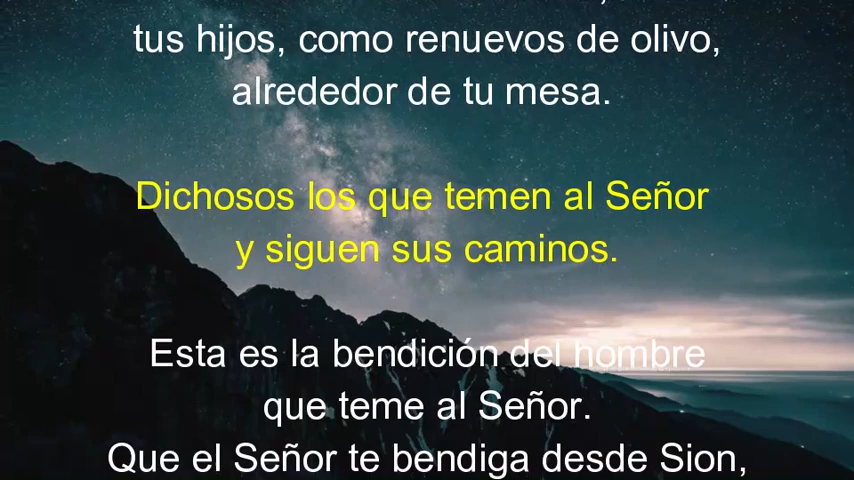 tus hijos, como renuevos de olivo,
alrededor de tu mesa.
Dichosos los que temen al Señor
y siguen sus caminos.
Esta es la bendición del hombre
que teme al Señor.
Que el Señor te bendiga desde Sion,